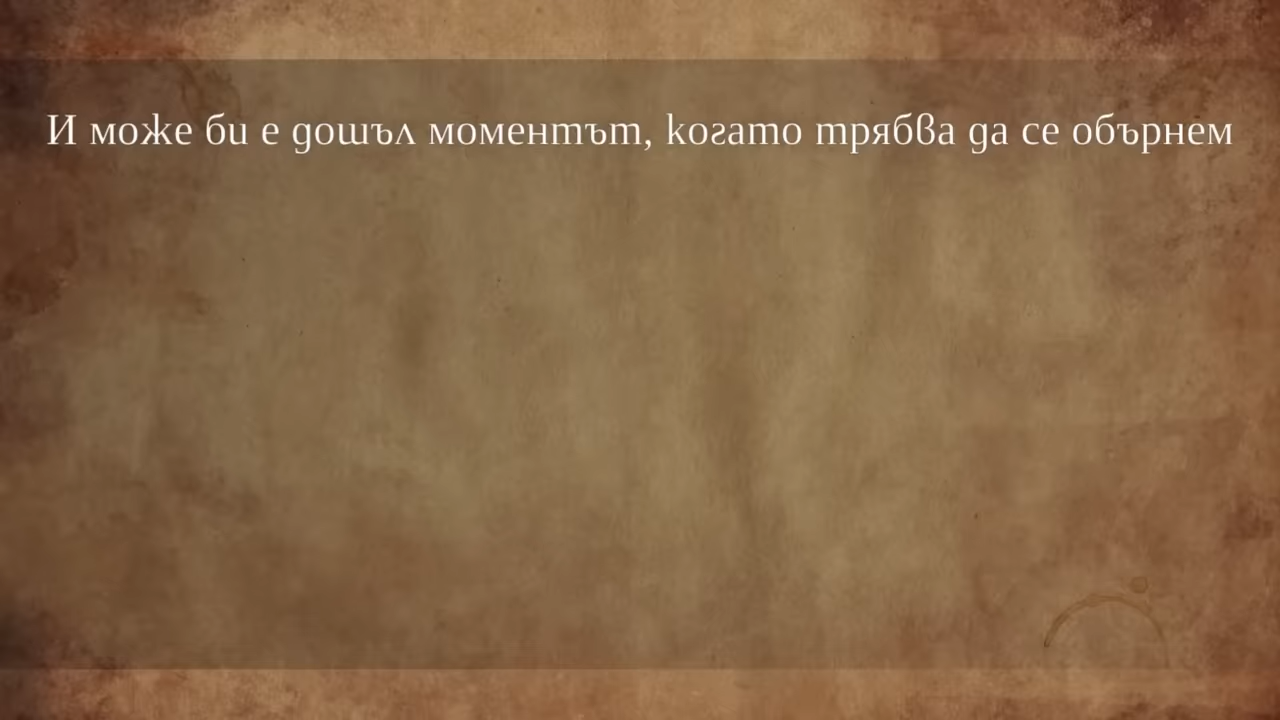 И може би е дошъл моментът, когато трябва да се обърнем